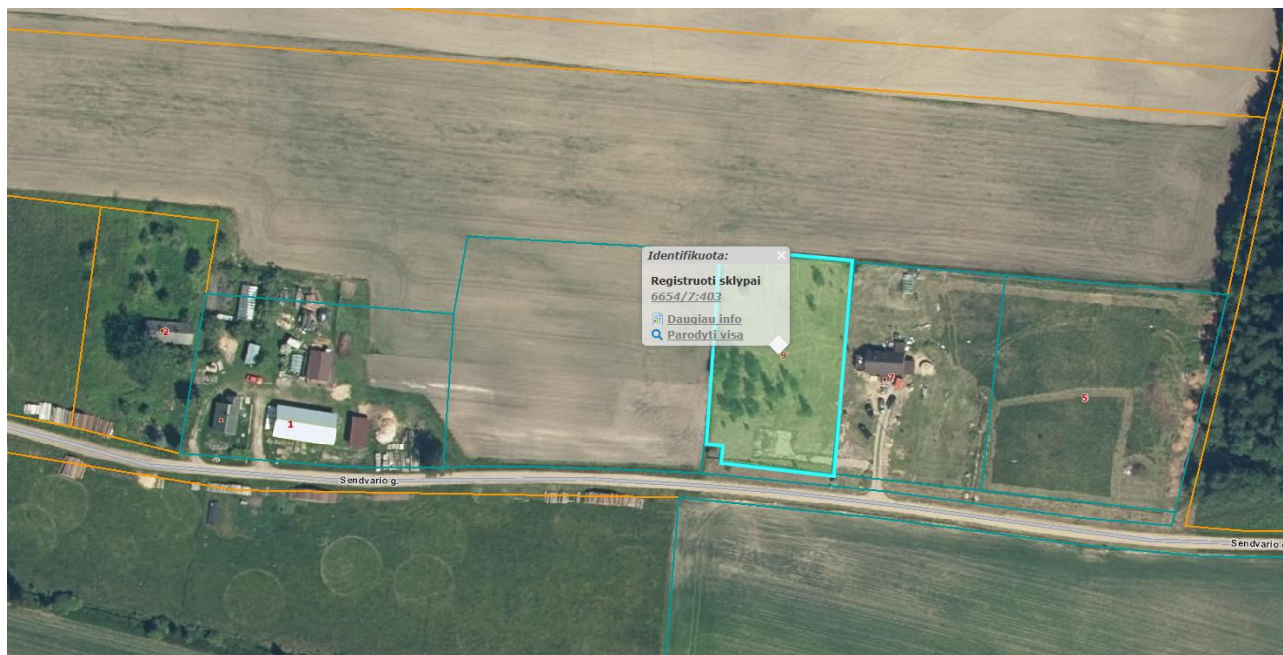 Identifikuota:
Registruoti sklypai
6654/7:403
Daugiau info
Parodyti visą
2
9
7
5
1
Sendvario g.
Sendvario